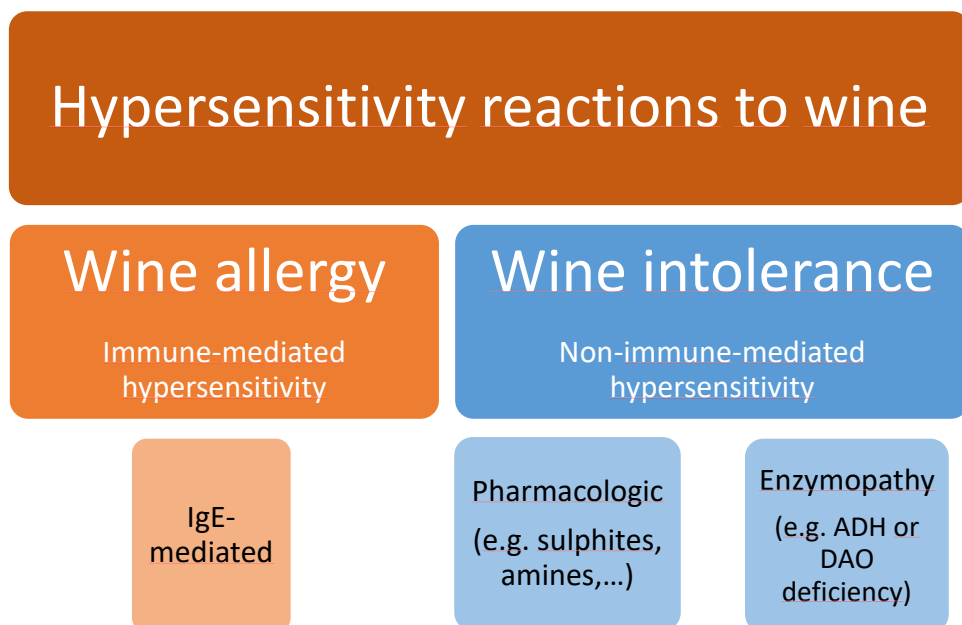 Hypersensitivity reactions to wine
Wine allergy
Immune-mediated
hypersensitivity
Wine intolerance
Non-immune-mediated
hypersensitivity
IgE-
mediated
Pharmacologic
(e.g. sulphites,
amines,...)
Enzymopathy
(e.g. ADH or
DAO
deficiency)